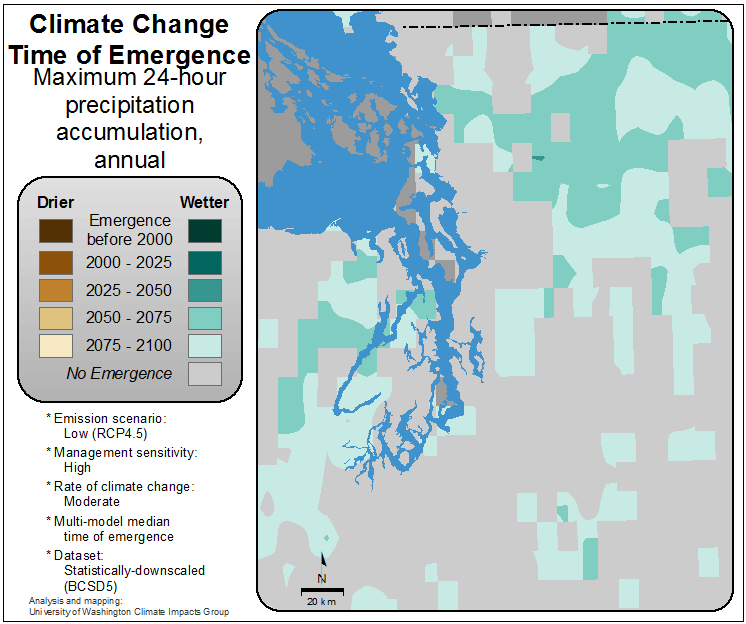 Climate Change
Time of Emergence
Maximum 24-hour
precipitation
accumulation,
annual
Drier
Wetter
Emergence
before 2000
2000 - 2025
2025 - 2050
2050 - 2075
2075 - 2100
No Emergence
* Emission scenario:
Low (RCP4.5)
* Management sensitivity:
High
* Rate of climate change:
Moderate
* Multi-model median
time of emergence
* Dataset:
Statistically-downscaled
(BCSD5)
Analysis and mapping:
University of Washington Climate Impacts Group
N
20 km